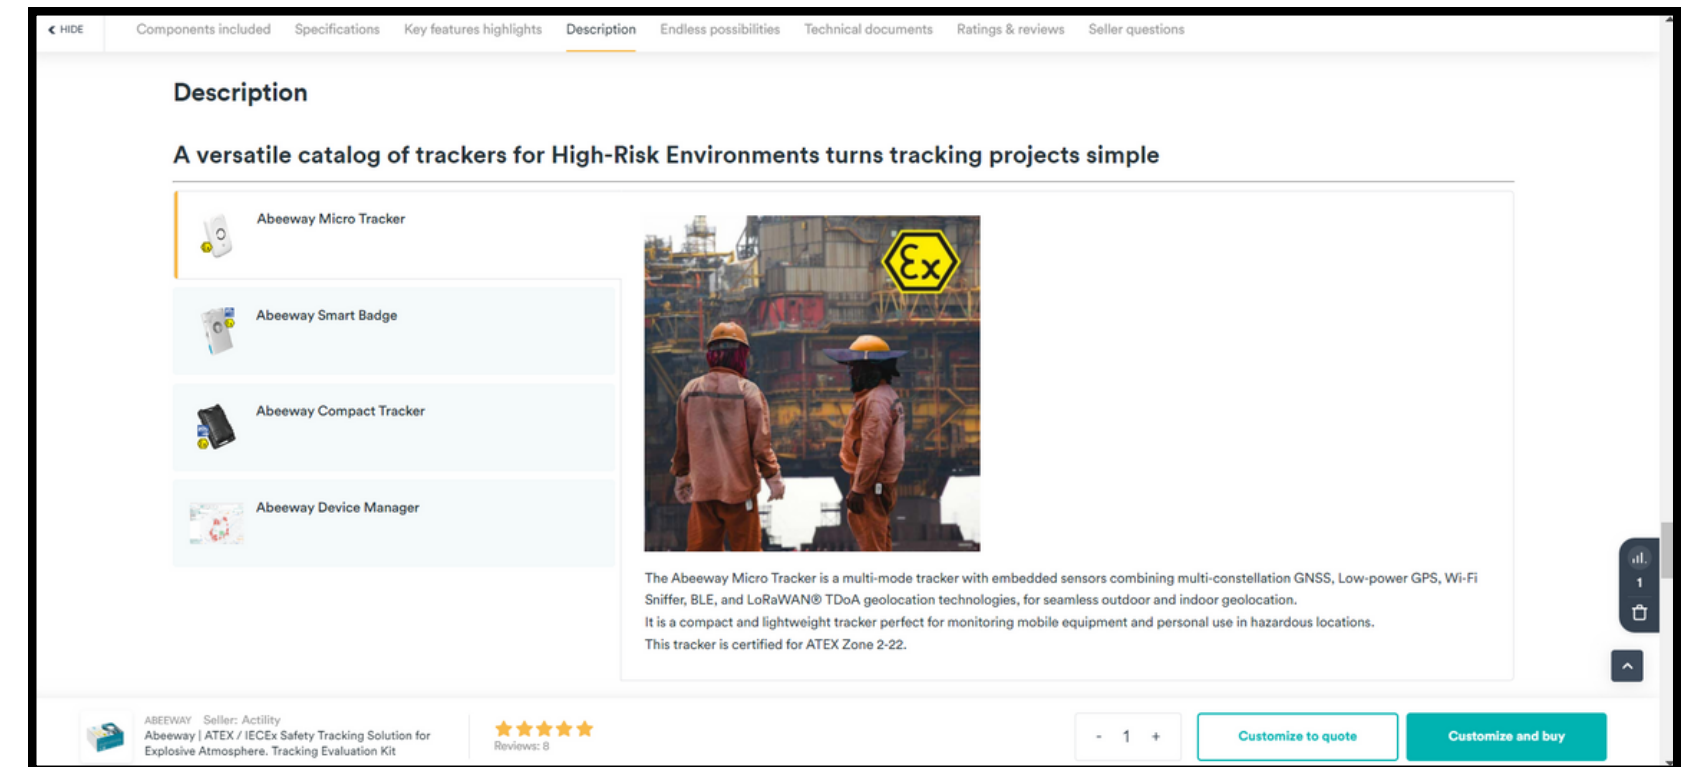 HIDE
Components included
Specifications
Key features highlights
Description
Endless possibilities
Technical documents
Ratings & reviews
Seller questions
Description
A versatile catalog of trackers for High-Risk Environments turns tracking projects simple
Abeeway Micro Tracker
Abeeway Smart Badge
Abeeway Compact Tracker
Abeeway Device Manager
Ex
The Abeeway Micro Tracker is a multi-mode tracker with embedded sensors combining multi-constellation GNSS, Low-power GPS, Wi-Fi
Sniffer, BLE, and LoRaWAN® TDoA geolocation technologies, for seamless outdoor and indoor geolocation.
It is a compact and lightweight tracker perfect for monitoring mobile equipment and personal use in hazardous locations.
This tracker is certified for ATEX Zone 2-22.
1
ABEEWAY Seller: Actility
Abeeway | ATEX / IECEx Safety Tracking Solution for
Explosive Atmosphere. Tracking Evaluation Kit
Reviews: 8
- 1 +
Customize to quote
Customize and buy